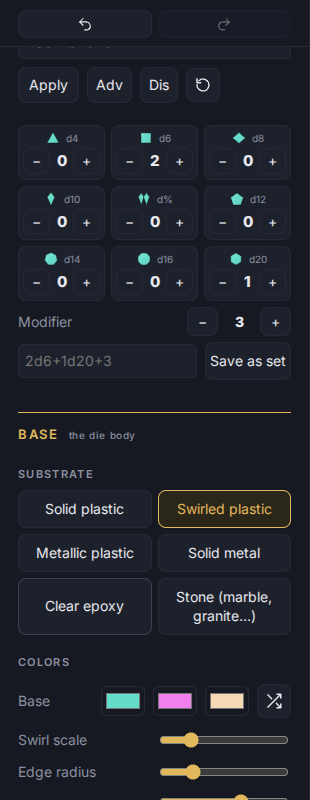 Apply Adv Dis
d4 d6 d8
− 0 + − 2 + − 0 +
d10 d% d12
− 0 + − 0 + − 0 +
d14 d16 d20
− 0 + − 0 + − 1 +
Modifier − 3 +
2d6+1d20+3 Save as set
BASE the die body
SUBSTRATE
Solid plastic Swirled plastic
Metallic plastic Solid metal
Clear epoxy Stone (marble,
granite...)
COLORS
Base
Swirl scale
Edge radius